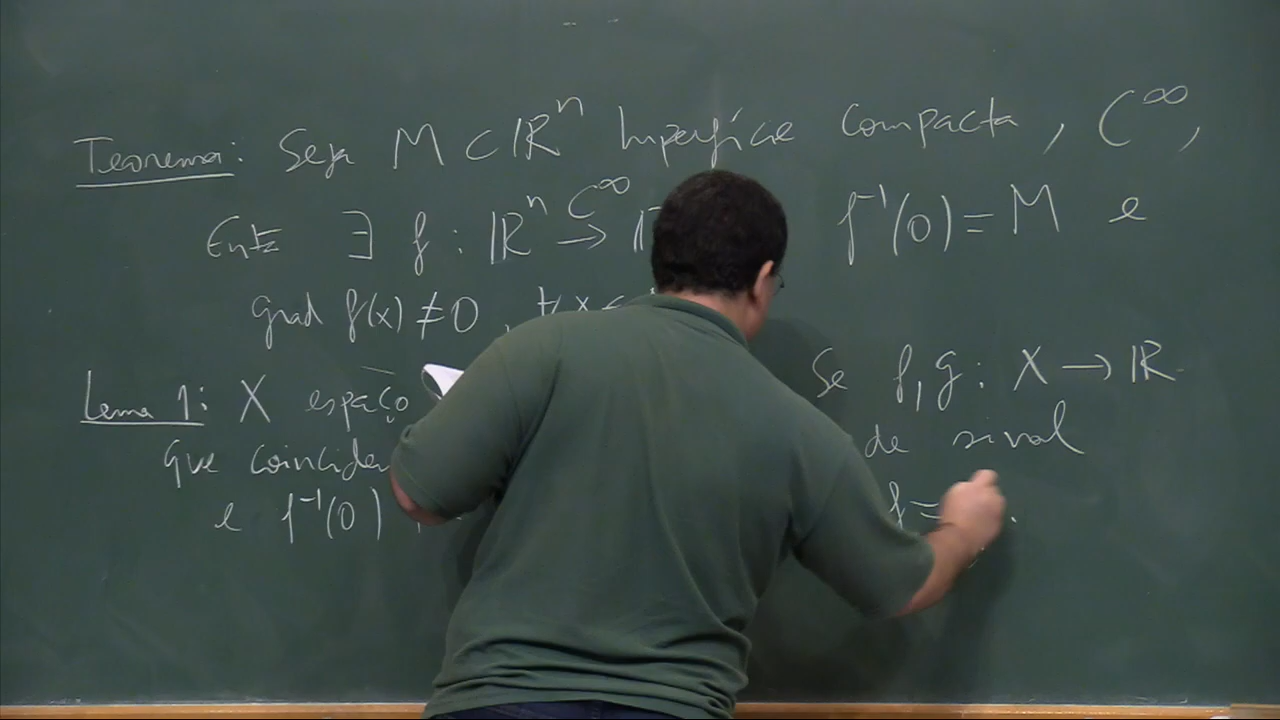 Teorema: Seja M ⊂ ℝⁿ hiperfície compacta, C^∞,
Então ∃ f : ℝⁿ → C^∞ f⁻¹(0) = M e
grad f(x) ≠ 0, ∀ x ∈
Lema 1: X espaço Se f, g : X → ℝ
que coincidem de sinal
e f⁻¹(0) f =